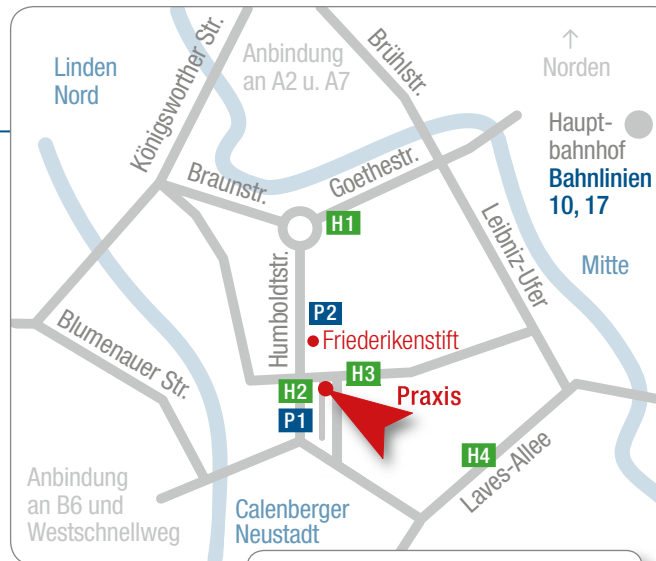 Linden
Nord
Königsworther Str.
Anbindung
an A2 u. A7
Brühlstr.
↑
Norden
Haupt-
bahnhof
Bahnlinien
10, 17
Braunstr.
Goethestr.
H1
Leibniz-Ufer
Mitte
Humboldtstr.
P2
Friederikenstift
Blumenauer Str.
H3
H2
Praxis
P1
H4
Laves-Allee
Anbindung
an B6 und
Westschnellweg
Calenberger
Neustadt